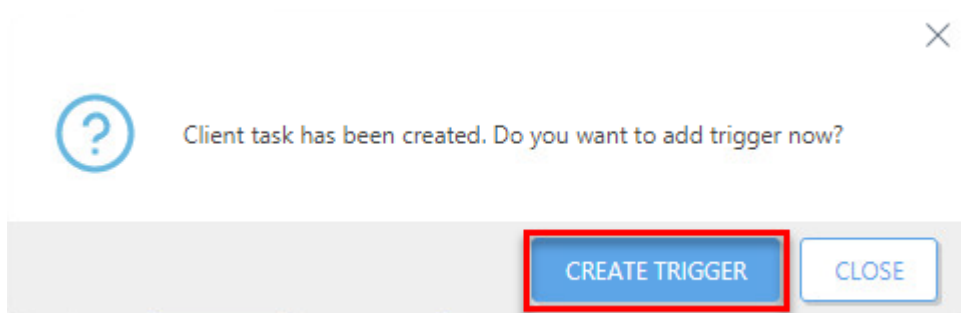 Client task has been created. Do you want to add trigger now?
CREATE TRIGGER
CLOSE